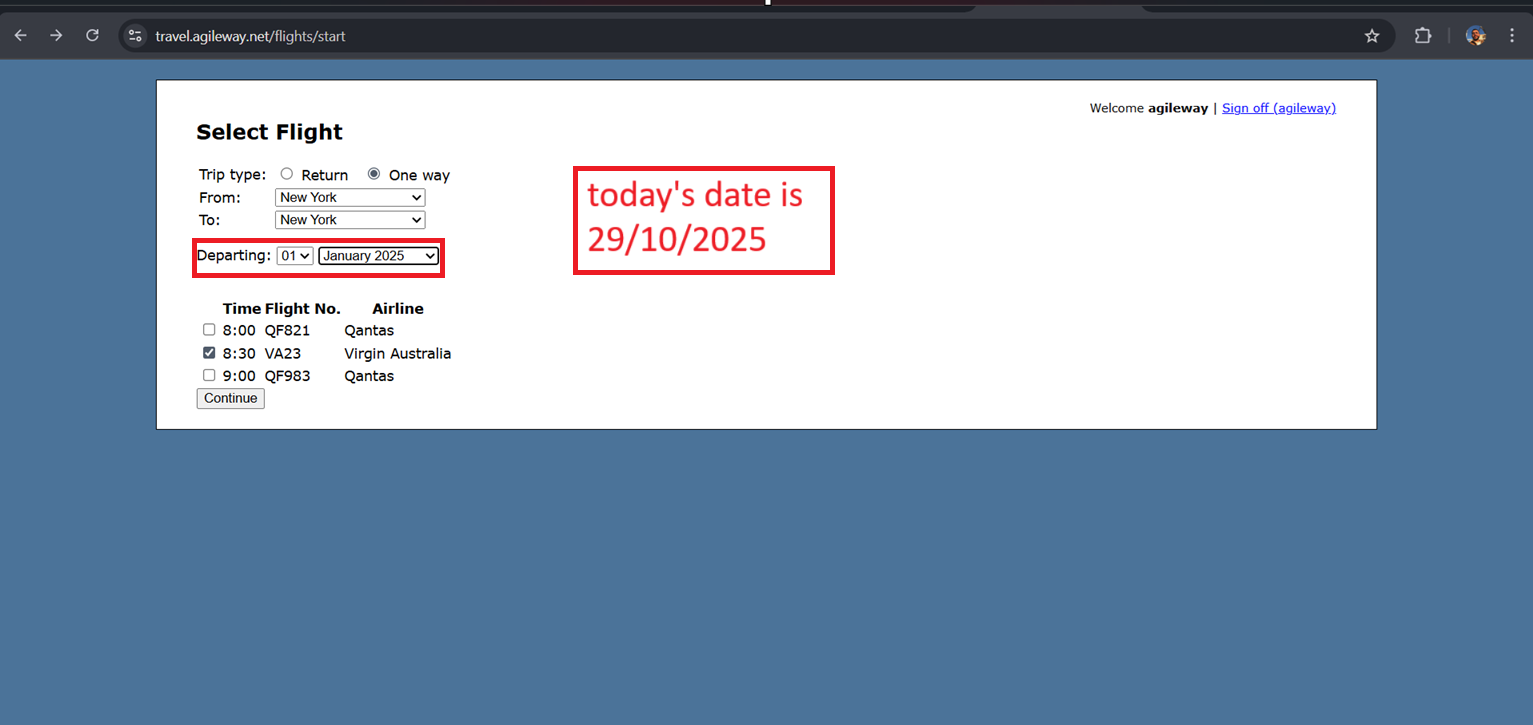 travel.agileway.net/flights/start
Welcome agileway | Sign off (agileway)
Select Flight
Trip type: Return One way
From: New York
To: New York
today's date is
29/10/2025
Departing: 01 January 2025
Time Flight No. Airline
8:00 QF821 Qantas
8:30 VA23 Virgin Australia
9:00 QF983 Qantas
Continue